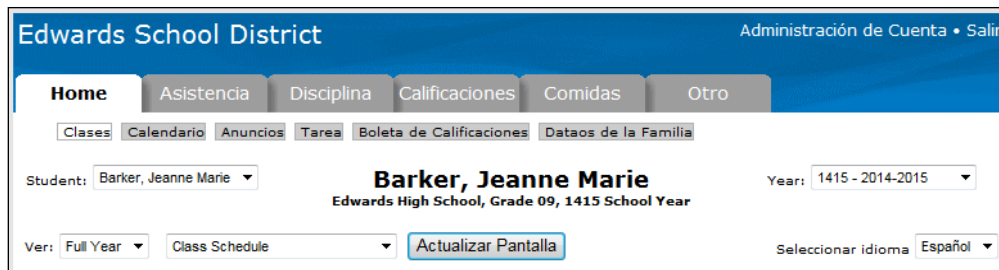 Edwards School District
Administración de Cuenta • Salir
Home Asistencia Disciplina Calificaciones Comidas Otro
Clases Calendario Anuncios Tarea Boleta de Calificaciones Dataos de la Familia
Student: Barker, Jeanne Marie Barker, Jeanne Marie Year: 1415 - 2014-2015
Edwards High School, Grade 09, 1415 School Year
Ver: Full Year Class Schedule Actualizar Pantalla Seleccionar idioma Español